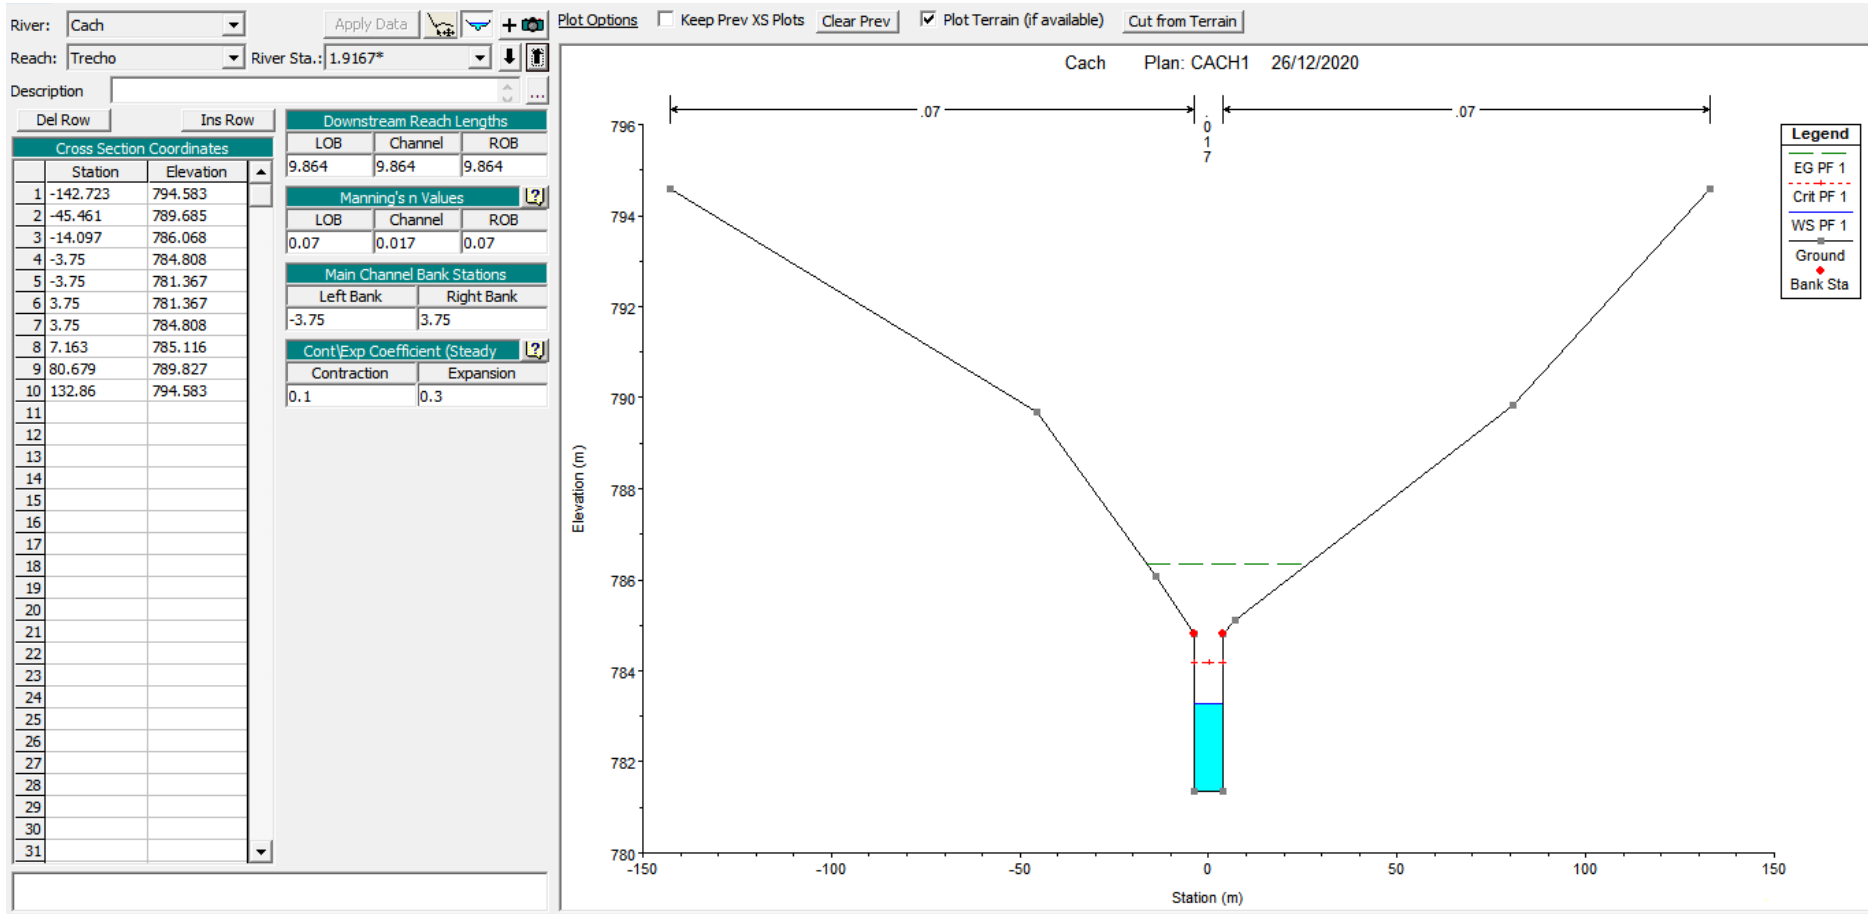 River: Cach Apply Data
Reach: Trecho River Sta.: 1.9167*
Description ...
Del Row Ins Row
Cross Section Coordinates
Station Elevation
1 -142.723 794.583
2 -45.461 789.685
3 -14.097 786.068
4 -3.75 784.808
5 -3.75 781.367
6 3.75 781.367
7 3.75 784.808
8 7.163 785.116
9 80.679 789.827
10 132.86 794.583
11
12
13
14
15
16
17
18
19
20
21
22
23
24
25
26
27
28
29
30
31
Downstream Reach Lengths
LOB Channel ROB
9.864 9.864 9.864
Manning's n Values ?
LOB Channel ROB
0.07 0.017 0.07
Main Channel Bank Stations
Left Bank Right Bank
-3.75 3.75
Cont\Exp Coefficient (Steady ?
Contraction Expansion
0.1 0.3
Plot Options Keep Prev XS Plots Clear Prev Plot Terrain (if available) Cut from Terrain
Cach Plan: CACH1 26/12/2020
.07 .017 .07
Legend
EG PF 1
Crit PF 1
WS PF 1
Ground
Bank Sta
796
794
792
790
788
786
784
782
780
Elevation (m)
-150 -100 -50 0 50 100 150
Station (m)